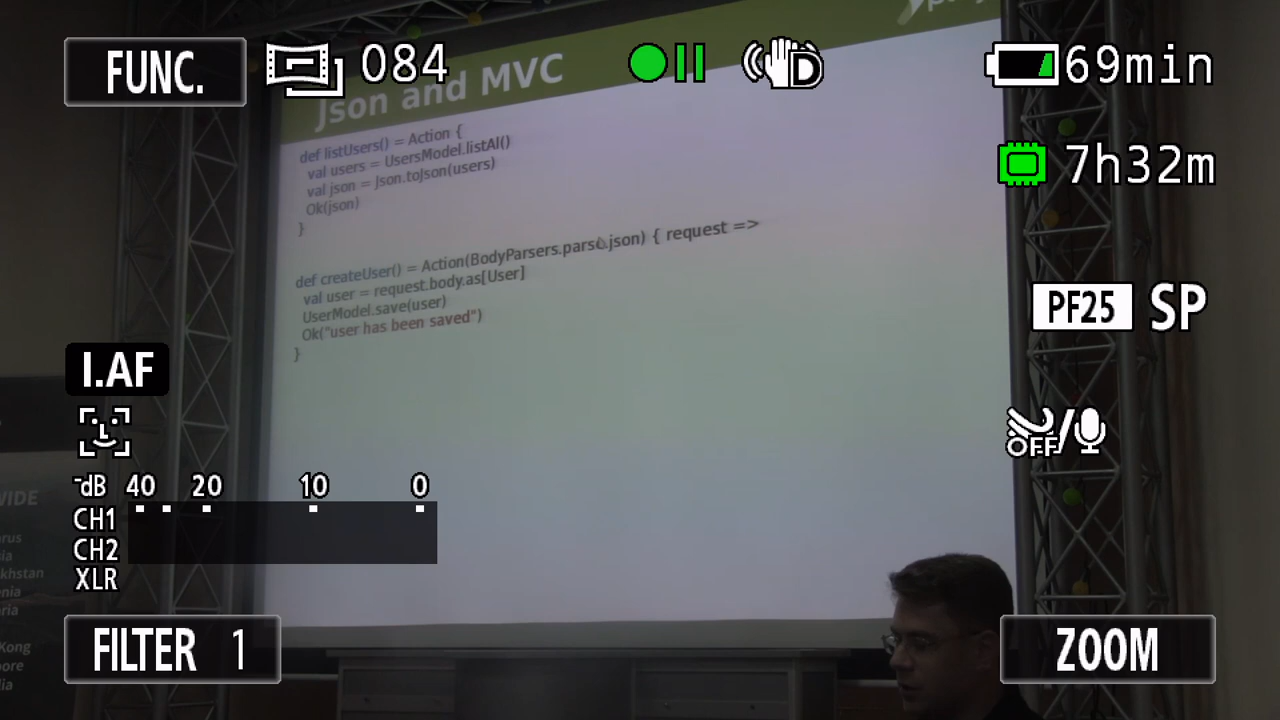 FUNC.
084
69min
7h32m
PF25 SP
Json and MVC
def listUsers() = Action {
val users = UsersModel.listAl()
val json = Json.toJson(users)
Ok(json)
}
def createUser() = Action(BodyParsers.parse.json) { request =>
val user = request.body.as[User]
UserModel.save(user)
Ok("user has been saved")
}
I.AF
OFF/
-dB 40 20 10 0
CH1
CH2
XLR
FILTER 1
ZOOM